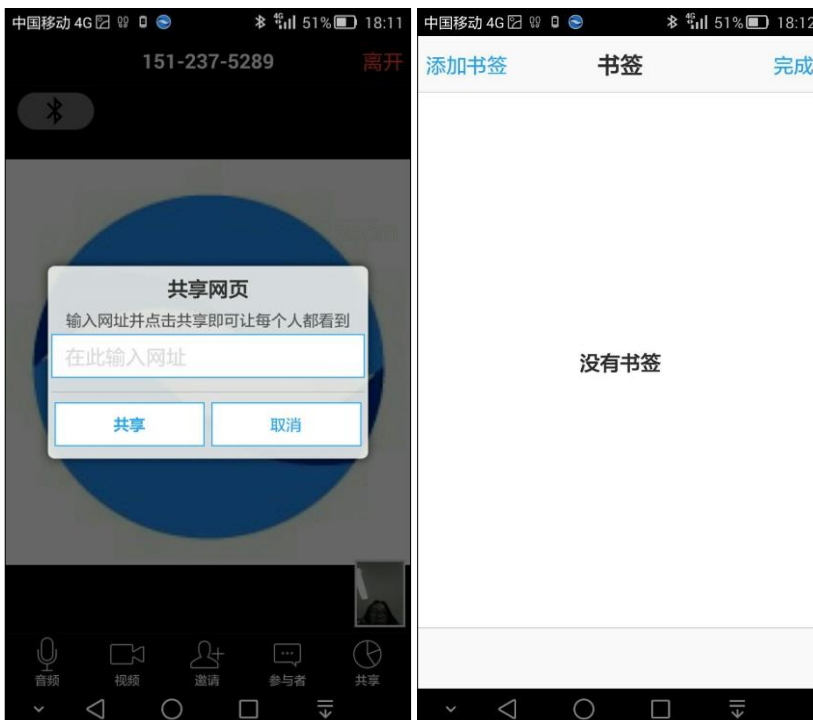 中国移动 4G 51% 18:11
151-237-5289
离开
共享网页
输入网址并点击共享即可让每个人都看到
在此输入网址
共享
取消
音频
视频
邀请
参与者
共享
中国移动 4G 51% 18:12
添加书签
书签
完成
没有书签